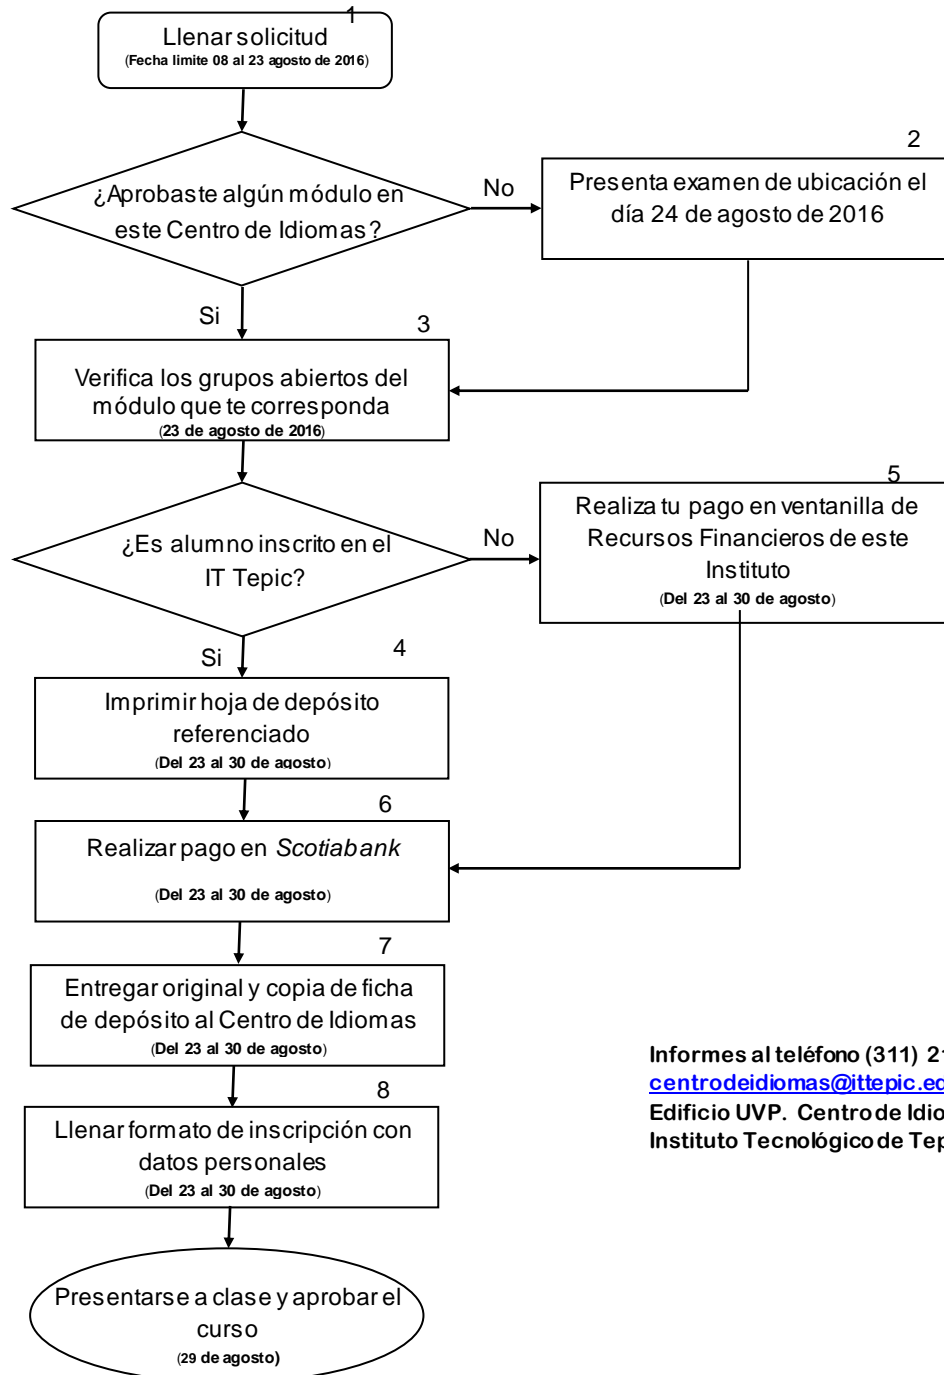 1
Llenar solicitud
(Fecha limite 08 al 23 agosto de 2016)
¿Aprobaste algún módulo en
este Centro de Idiomas?
No
2
Presenta examen de ubicación el
día 24 de agosto de 2016
Si
3
Verifica los grupos abiertos del
módulo que te corresponda
(23 de agosto de 2016)
¿Es alumno inscrito en el
IT Tepic?
No
5
Realiza tu pago en ventanilla de
Recursos Financieros de este
Instituto
(Del 23 al 30 de agosto)
Si
4
Imprimir hoja de depósito
referenciado
(Del 23 al 30 de agosto)
6
Realizar pago en Scotiabank
(Del 23 al 30 de agosto)
7
Entregar original y copia de ficha
de depósito al Centro de Idiomas
(Del 23 al 30 de agosto)
8
Llenar formato de inscripción con
datos personales
(Del 23 al 30 de agosto)
Presentarse a clase y aprobar el
curso
(29 de agosto)
Informes al teléfono (311)
centrodeidiomas@ittepic.ed
Edificio UVP. Centro de
Instituto Tecnológico de